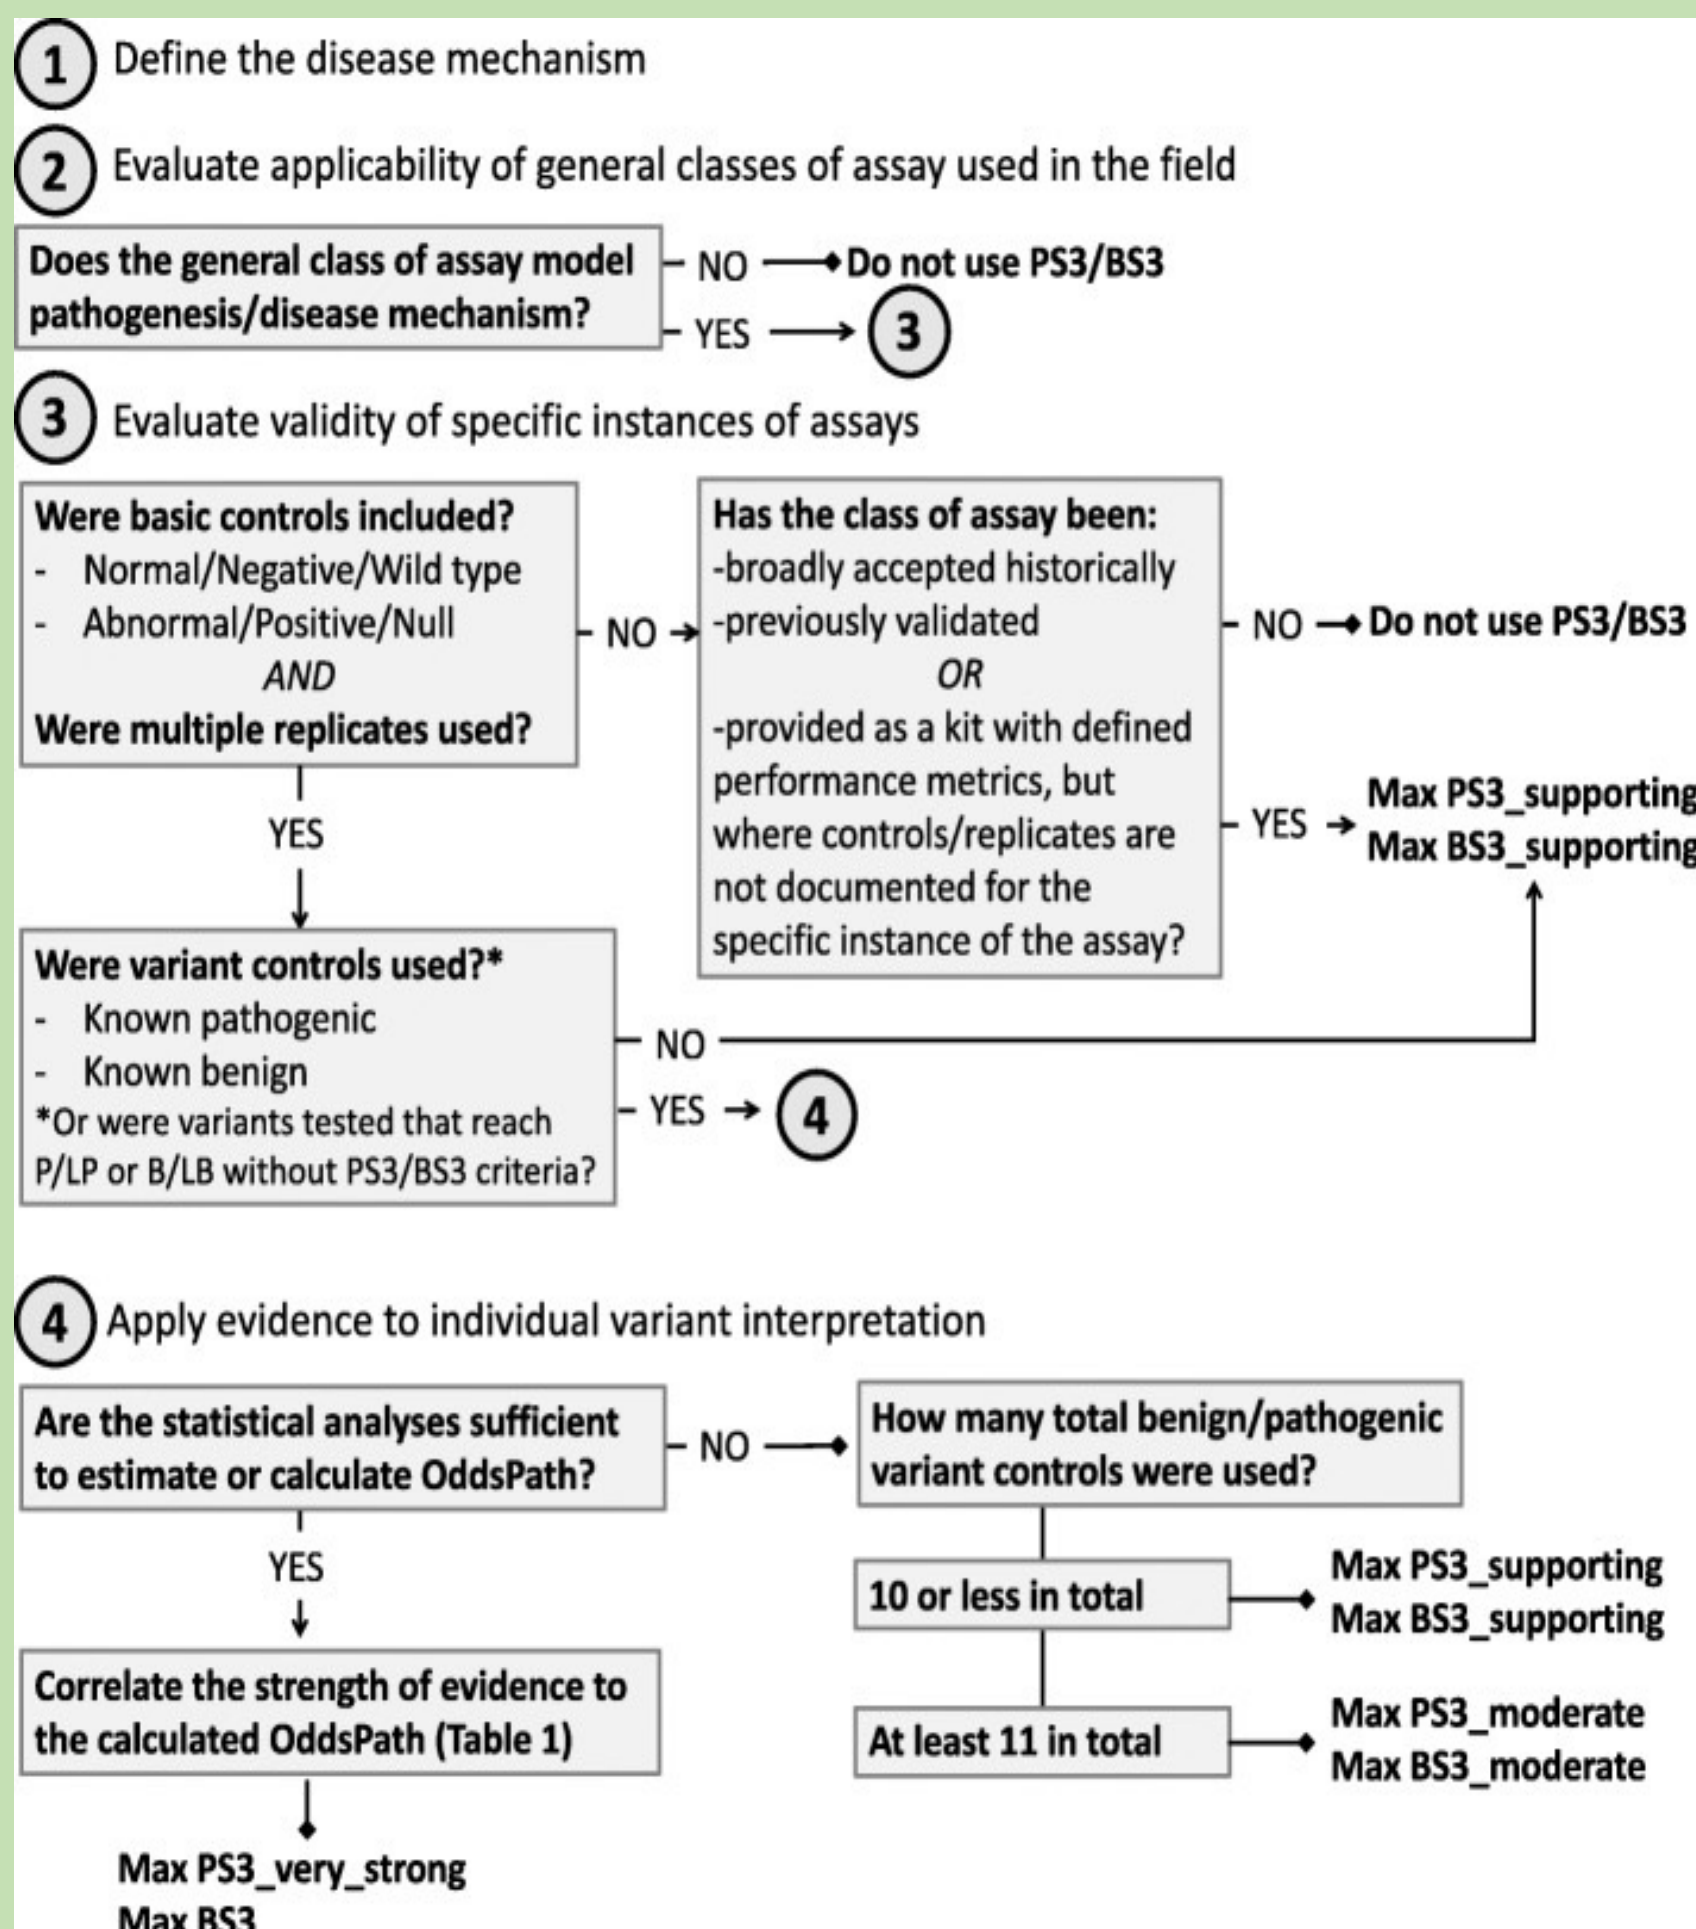 1 Define the disease mechanism
2 Evaluate applicability of general classes of assay used in the field
Does the general class of assay model
pathogenesis/disease mechanism?
NO
Do not use PS3/BS3
YES
3
3 Evaluate validity of specific instances of assays
Were basic controls included?
- Normal/Negative/Wild type
- Abnormal/Positive/Null
AND
Were multiple replicates used?
NO
Has the class of assay been:
-broadly accepted historically
-previously validated
OR
-provided as a kit with defined
performance metrics, but
where controls/replicates are
not documented for the
specific instance of the assay?
NO
Do not use PS3/BS3
YES
Max PS3_supporting
Max BS3_supporting
YES
Were variant controls used?*
- Known pathogenic
- Known benign
*Or were variants tested that reach
P/LP or B/LB without PS3/BS3 criteria?
NO
YES
4
4 Apply evidence to individual variant interpretation
Are the statistical analyses sufficient
to estimate or calculate OddsPath?
NO
How many total benign/pathogenic
variant controls were used?
10 or less in total
Max PS3_supporting
Max BS3_supporting
At least 11 in total
Max PS3_moderate
Max BS3_moderate
YES
Correlate the strength of evidence to
the calculated OddsPath (Table 1)
Max PS3_very_strong
Max BS3